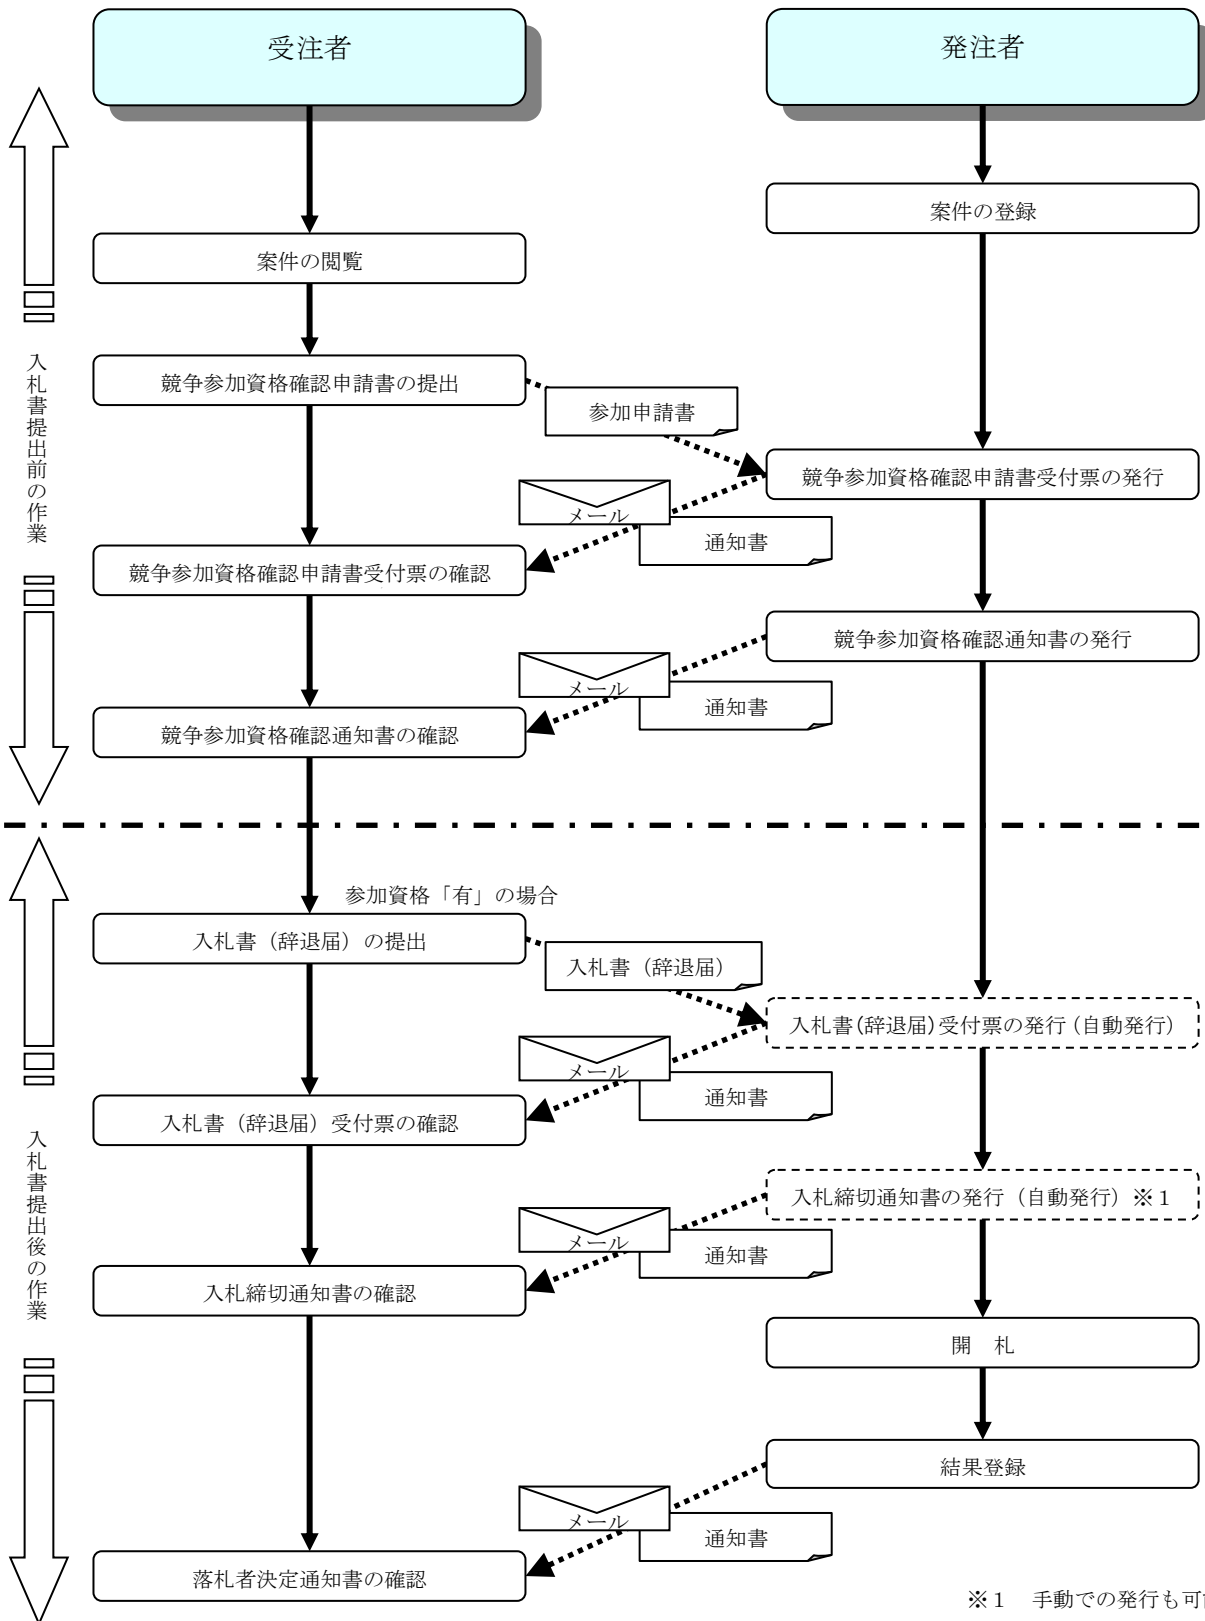 受注者
発注者
案件の登録
案件の閲覧
競争参加資格確認申請書の提出
参加申請書
競争参加資格確認申請書受付票の発行
メール
通知書
競争参加資格確認申請書受付票の確認
競争参加資格確認通知書の発行
メール
通知書
競争参加資格確認通知書の確認
入札書提出前の作業
参加資格「有」の場合
入札書（辞退届）の提出
入札書（辞退届）
入札書(辞退届)受付票の発行(自動発行)
メール
通知書
入札書（辞退届）受付票の確認
入札締切通知書の発行（自動発行）※１
メール
通知書
入札締切通知書の確認
開　札
結果登録
メール
通知書
落札者決定通知書の確認
入札書提出後の作業
※１　手動での発行も可